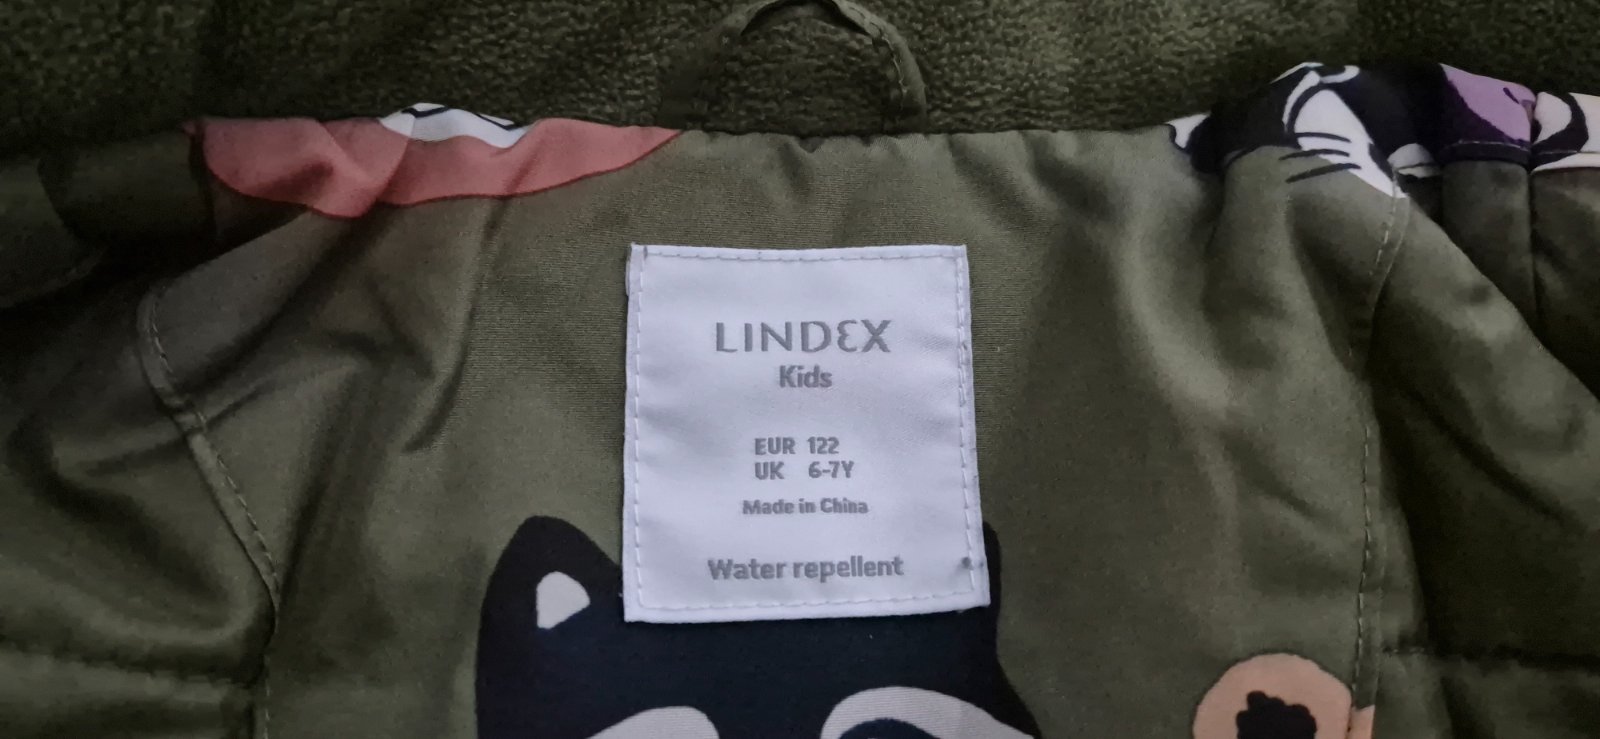 LINDEX
Kids
EUR 122
UK 6-7Y
Made in China
Water repellent